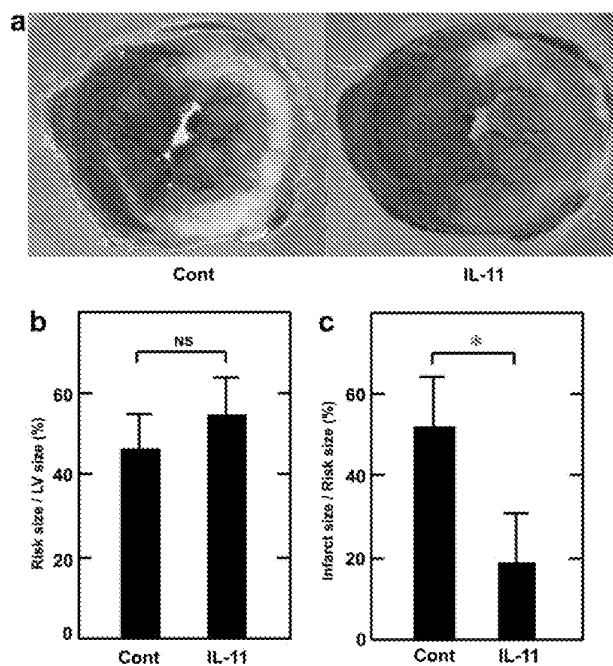 a
Cont
IL-11
b
NS
Risk size / LV size (%)
60
40
20
0
Cont
IL-11
c
*
Infarct size / Risk size (%)
60
40
20
0
Cont
IL-11